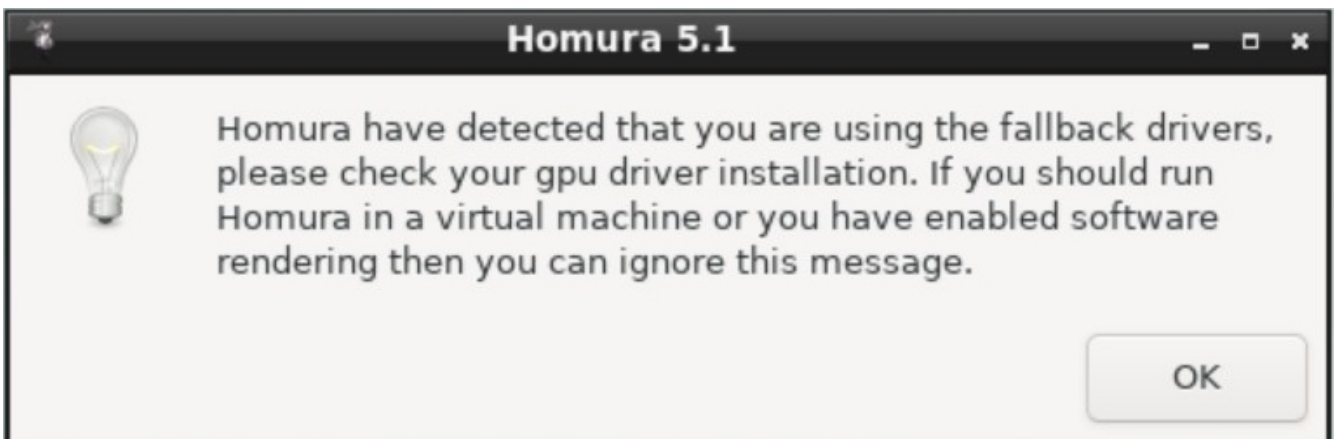 Homura 5.1
Homura have detected that you are using the fallback drivers,
please check your gpu driver installation. If you should run
Homura in a virtual machine or you have enabled software
rendering then you can ignore this message.
OK